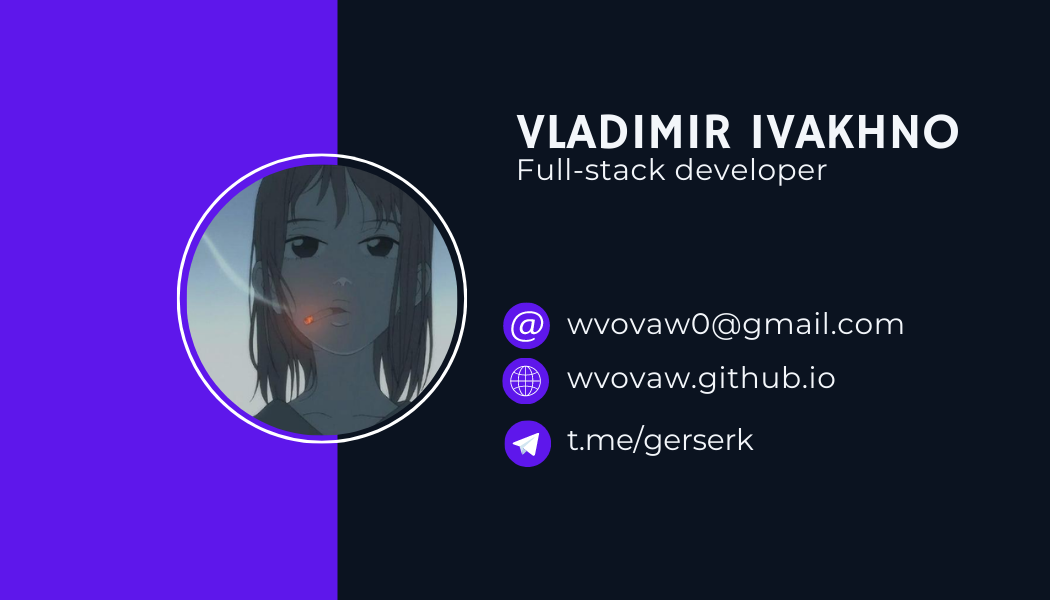 VLADIMIR IVAKHNO
Full-stack developer
@ wvovaw0@gmail.com
wvovaw.github.io
t.me/gerserk